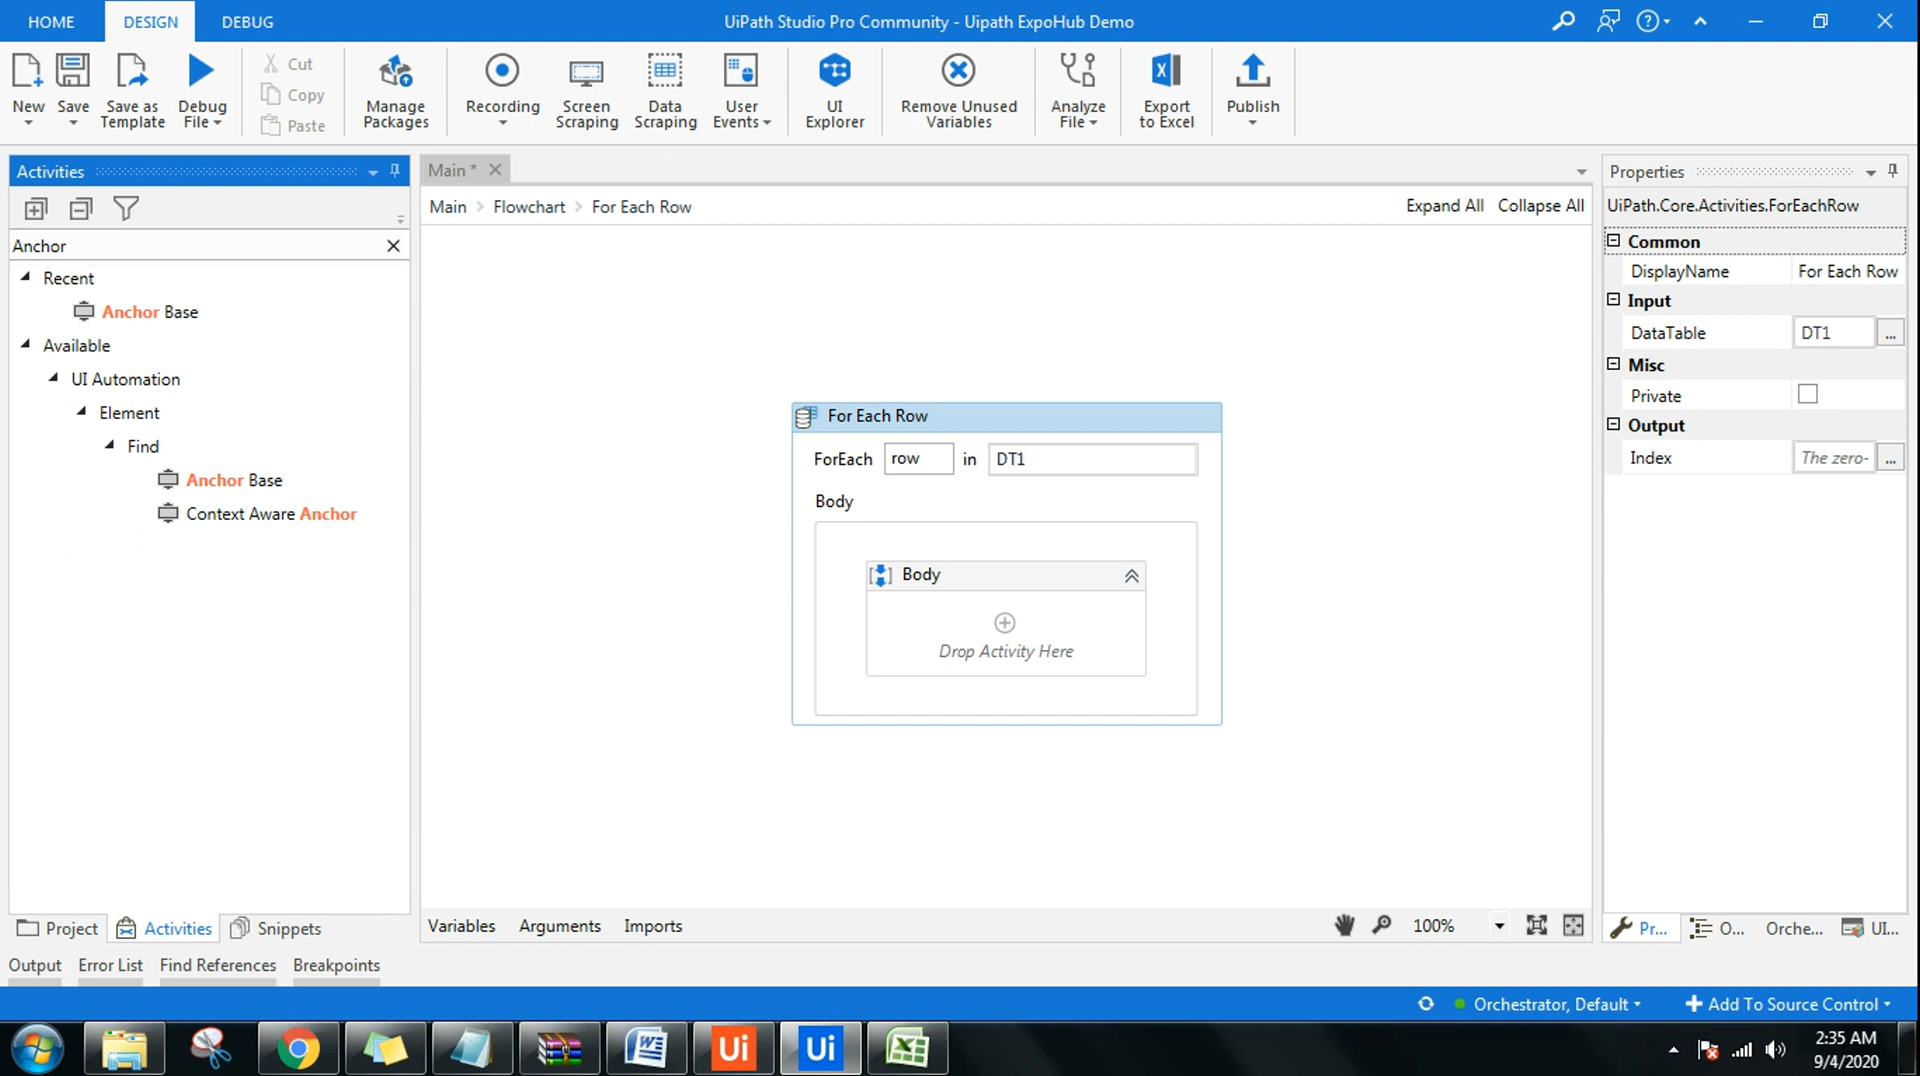 HOME DESIGN DEBUG UiPath Studio Pro Community - Uipath ExpoHub Demo
New
Save
Save as
Template
Debug
File
Cut
Copy
Paste
Manage
Packages
Recording
Screen
Scraping
Data
Scraping
User
Events
UI
Explorer
Remove Unused
Variables
Analyze
File
Export
to Excel
Publish
Activities
Anchor
Recent
Anchor Base
Available
UI Automation
Element
Find
Anchor Base
Context Aware Anchor
Project Activities Snippets
Main *
Main > Flowchart > For Each Row
Expand All Collapse All
For Each Row
ForEach row in DT1
Body
Body
Drop Activity Here
Variables Arguments Imports 100%
Properties
UiPath.Core.Activities.ForEachRow
Common
DisplayName For Each Row
Input
DataTable DT1 ...
Misc
Private
Output
Index The zero- ...
Pr... O... Orche... UI...
Output Error List Find References Breakpoints
Orchestrator, Default Add To Source Control
Ui Ui
2:35 AM
9/4/2020